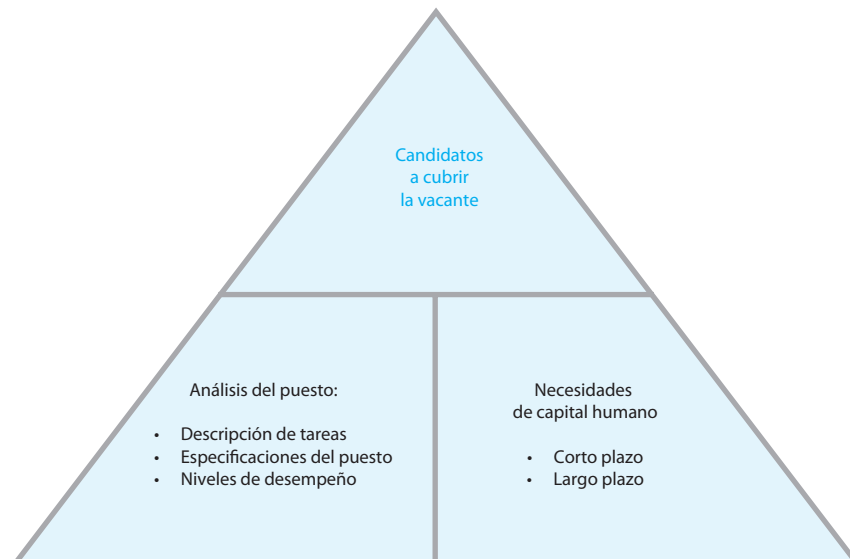 Candidatos
a cubrir
la vacante
Análisis del puesto:
• Descripción de tareas
• Especificaciones del puesto
• Niveles de desempeño
Necesidades
de capital humano
• Corto plazo
• Largo plazo